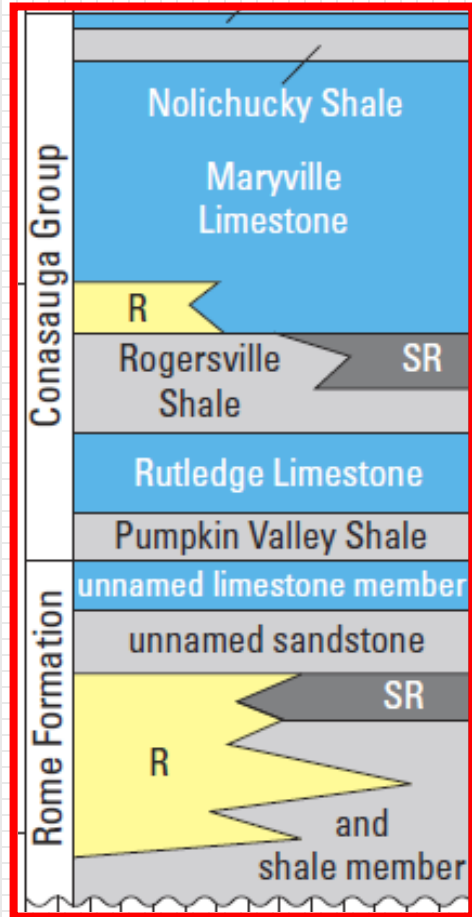 Conasauga Group
Nolichucky Shale
Maryville
Limestone
R
Rogersville
Shale
SR
Rutledge Limestone
Pumpkin Valley Shale
Rome Formation
unnamed limestone member
unnamed sandstone
SR
R
and
shale member